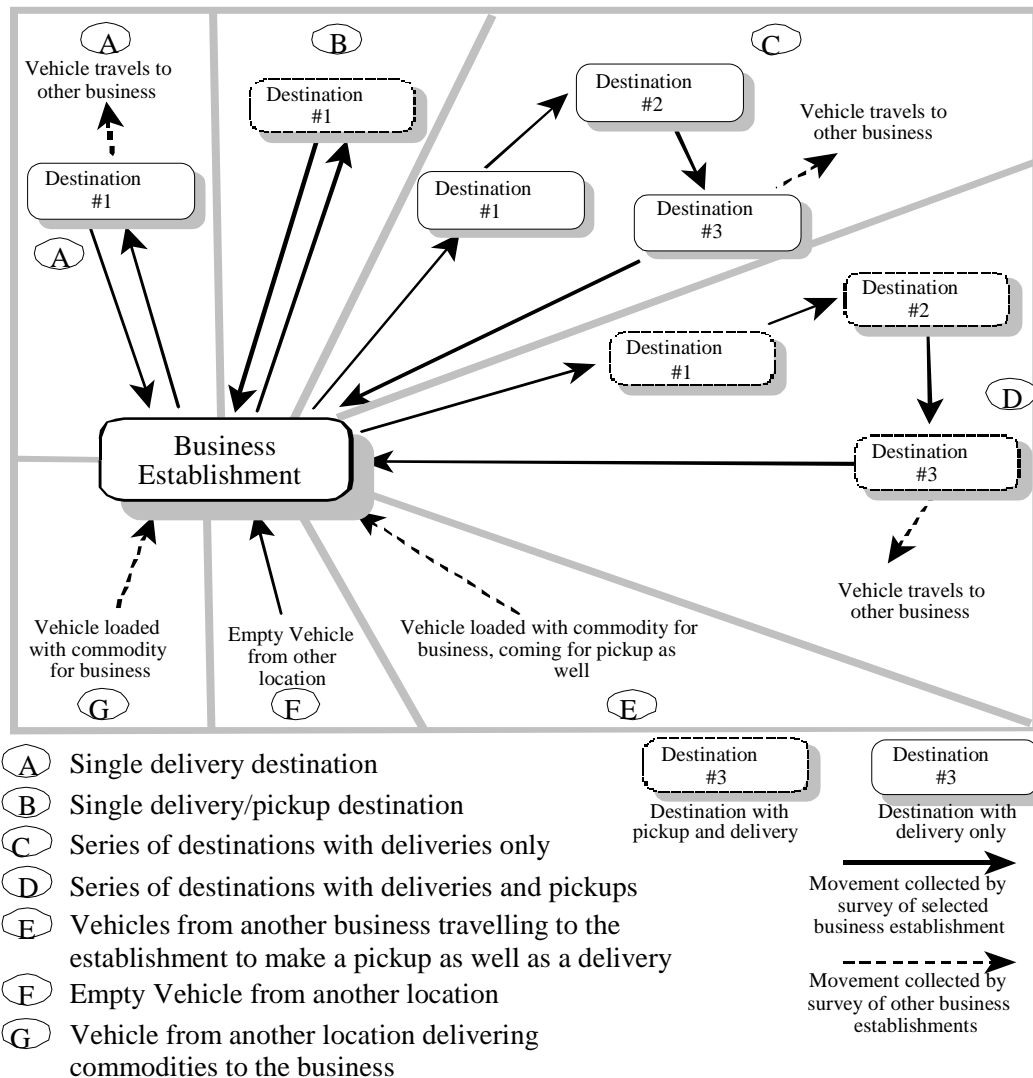 A
Vehicle travels to
other business
Destination
#1
A
B
Destination
#1
C
Destination
#2
Vehicle travels to
other business
Destination
#1
Destination
#3
Destination
#2
Destination
#1
D
Destination
#3
Business
Establishment
Vehicle travels to
other business
Vehicle loaded
with commodity
for business
G
Empty Vehicle
from other
location
F
Vehicle loaded with commodity for
business, coming for pickup as
well
E
A Single delivery destination
B Single delivery/pickup destination
C Series of destinations with deliveries only
D Series of destinations with deliveries and pickups
E Vehicles from another business travelling to the
establishment to make a pickup as well as a delivery
F Empty Vehicle from another location
G Vehicle from another location delivering
commodities to the business
Destination
#3
Destination with
pickup and delivery
Destination
#3
Destination with
delivery only
Movement collected by
survey of selected
business establishment
Movement collected by
survey of other business
establishments